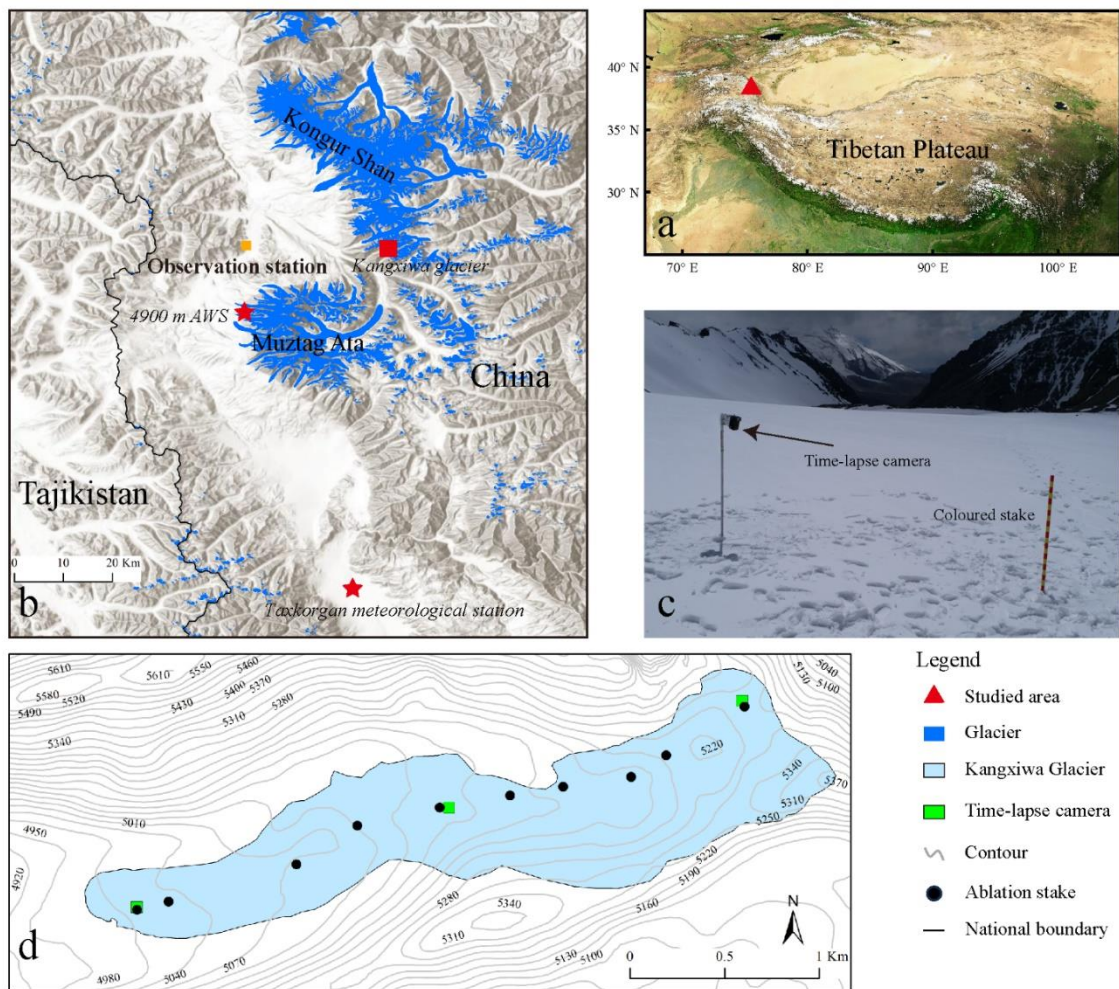 Kongur Shan
Observation station
Kangxiwa glacier
4900 m AWS
Muztag Ata
China
Tajikistan
0 10 20 Km
b
Taxkorgan meteorological station
40° N
35° N
30° N
Tibetan Plateau
a
70° E 80° E 90° E 100° E
Time-lapse camera
Coloured stake
c
5610
5610
5550
5460
5580
5520
5400
5370
5490
5430
5280
5310
5340
5040
5130
5100
5220
5340
5370
5310
5250
5010
4950
4920
5220
5190
5280
5340
5160
5310
5130
5100
4980
5040
5070
N
d
0 0.5 1 Km
Legend
Studied area
Glacier
Kangxiwa Glacier
Time-lapse camera
Contour
Ablation stake
National boundary